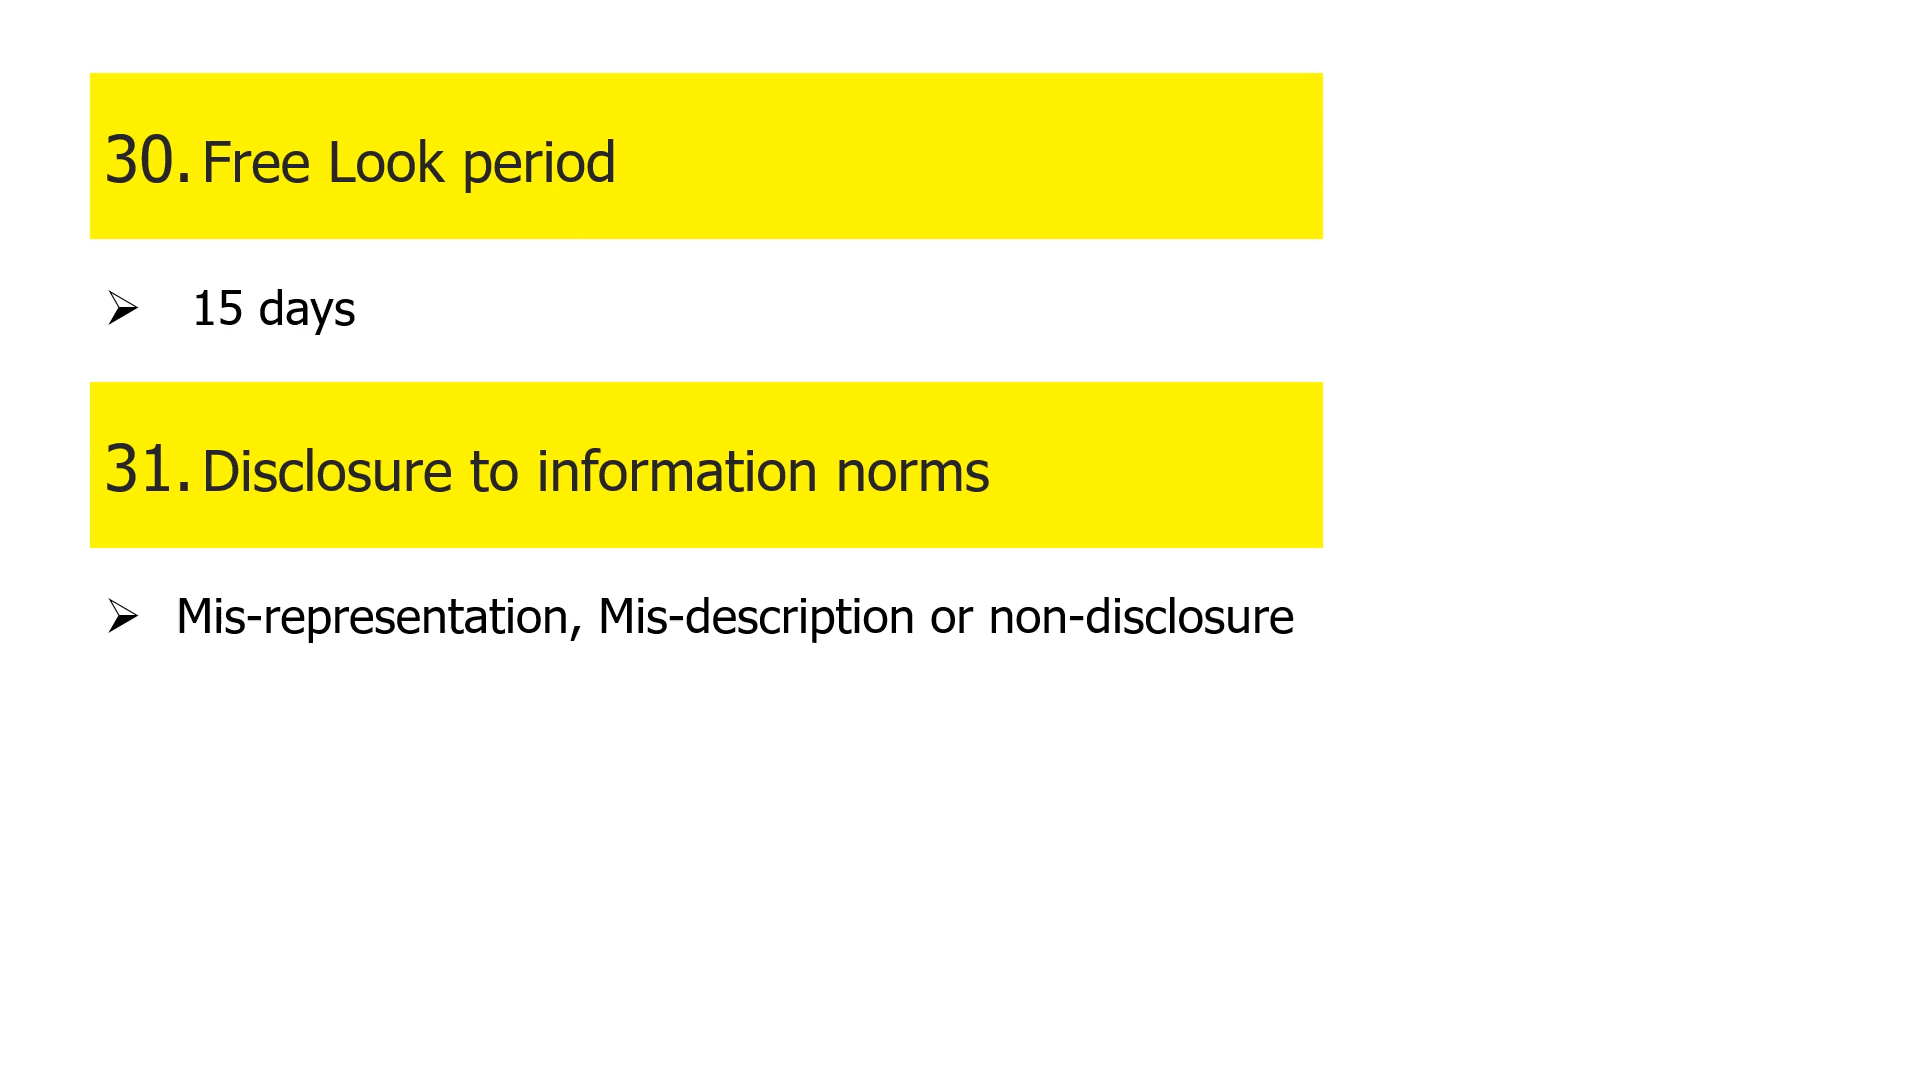 30. Free Look period
➢ 15 days
31. Disclosure to information norms
➢ Mis-representation, Mis-description or non-disclosure